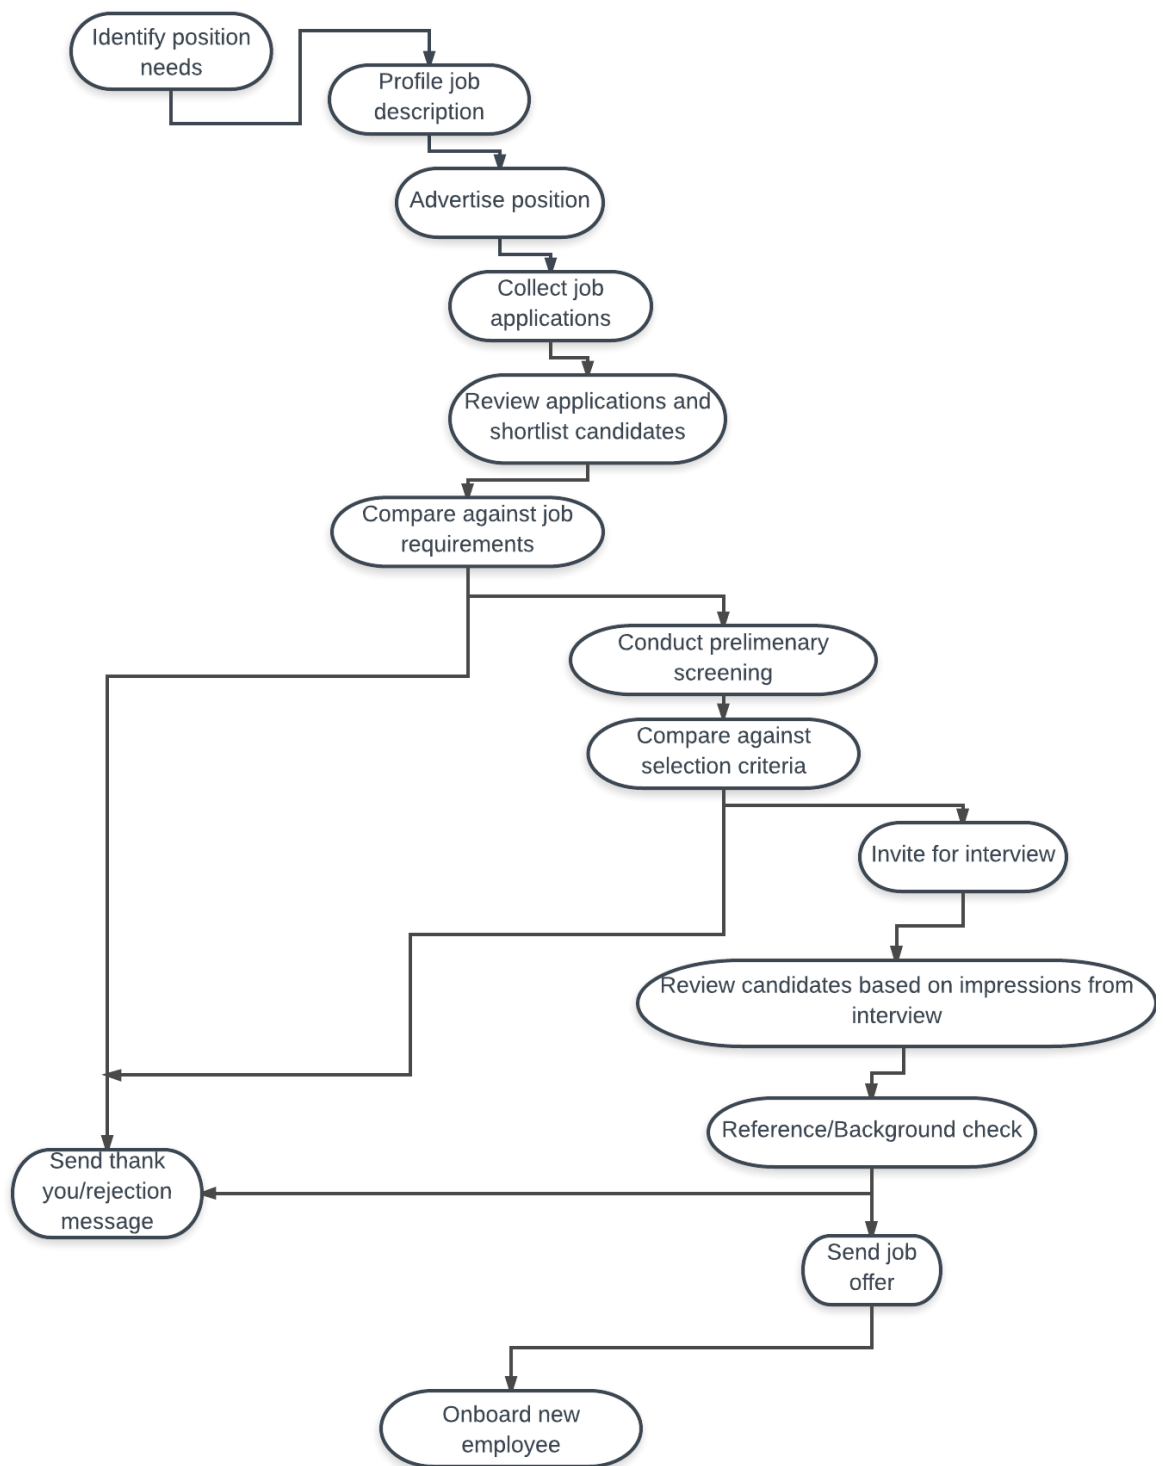 Identify position
needs
Profile job
description
Advertise position
Collect job
applications
Review applications and
shortlist candidates
Compare against job
requirements
Conduct prelimenary
screening
Compare against
selection criteria
Invite for interview
Review candidates based on impressions from
interview
Reference/Background check
Send thank
you/rejection
message
Send job
offer
Onboard new
employee